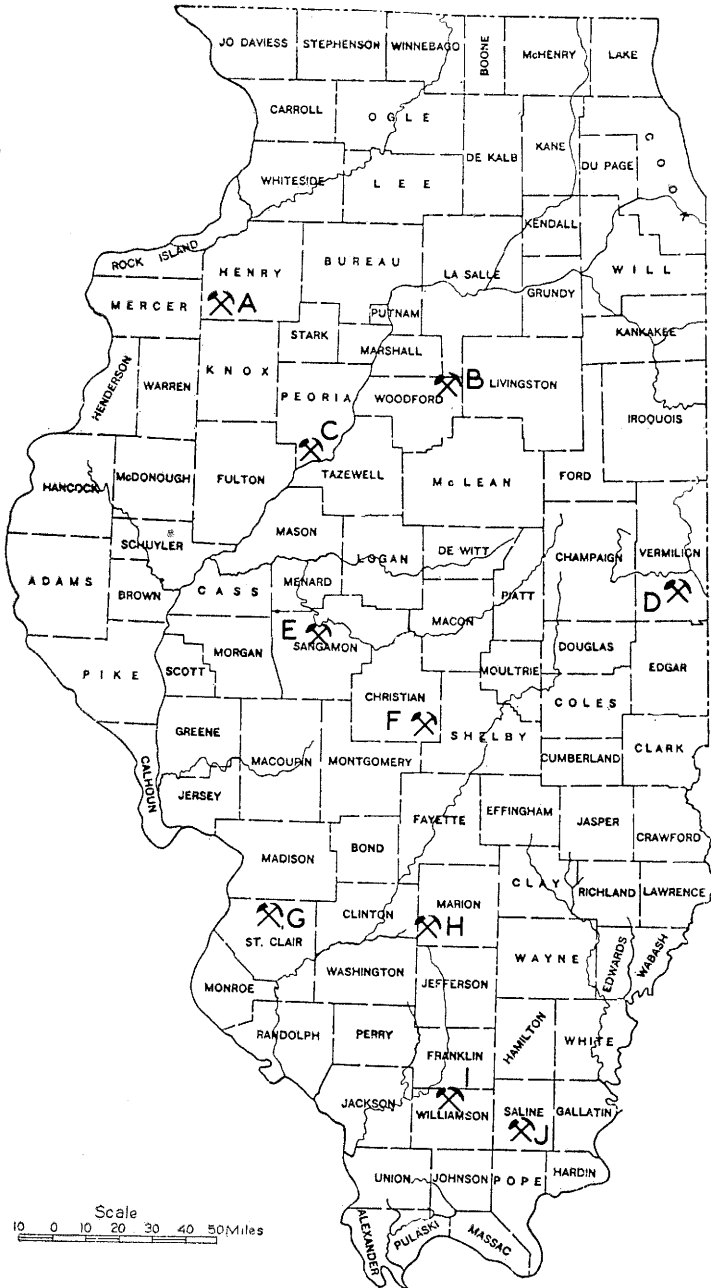 JO DAVIESS STEPHENSON WINNEBAGO BOONE McHENRY LAKE
CARROLL OGLE DE KALB KANE DU PAGE COOK
WHITESIDE LEE KENDALL
ROCK ISLAND HENRY BUREAU LA SALLE GRUNDY WILL
MERCER A PUTNAM KANKAKEE
STARK MARSHALL
HENDERSON WARREN KNOX PEORIA WOODFORD B LIVINGSTON IROQUOIS
C
HANCOCK McDONOUGH FULTON TAZEWELL McLEAN FORD
SCHUYLER MASON LOGAN DE WITT CHAMPAIGN VERMILION
ADAMS BROWN CASS MENARD PIATT D
MACON
PIKE SCOTT MORGAN E SANGAMON MOULTRIE DOUGLAS EDGAR
CHRISTIAN COLES
GREENE F SHELBY
CALHOUN MACOUPIN MONTGOMERY CUMBERLAND CLARK
JERSEY
FAYETTE EFFINGHAM JASPER CRAWFORD
MADISON BOND
CLAY RICHLAND LAWRENCE
G CLINTON MARION
ST. CLAIR H
WASHINGTON WAYNE EDWARDS WABASH
MONROE JEFFERSON
RANDOLPH PERRY HAMILTON WHITE
FRANKLIN
I
JACKSON WILLIAMSON SALINE GALLATIN
J
UNION JOHNSON POPE HARDIN
ALEXANDER PULASKI MASSAC
Scale
10 0 10 20 30 40 50 Miles